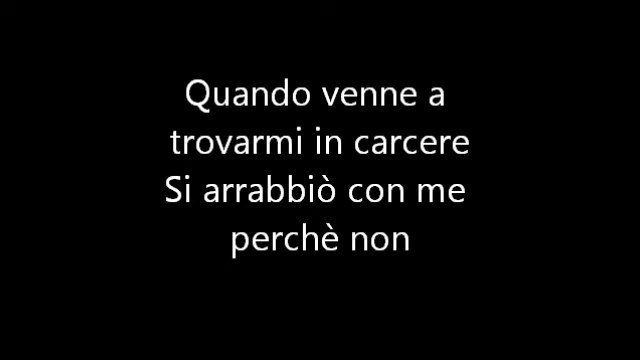 Quando venne a
trovarmi in carcere
Si arrabbiò con me
perchè non